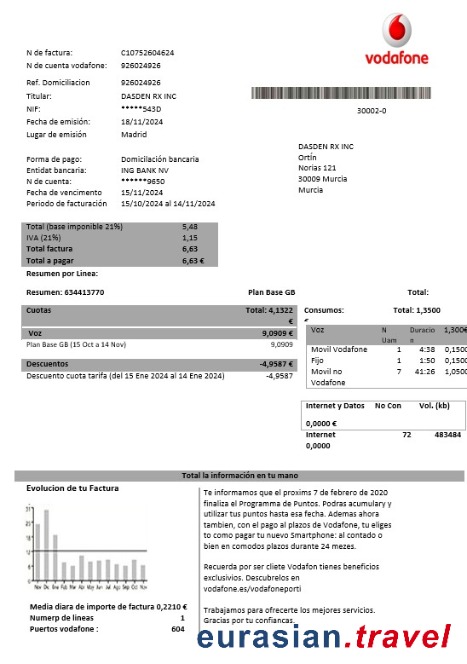 vodafone
N de factura: C10752604624
N de cuenta vodafone: 926024926
Ref. Domiciliacion 926024926
Titular: DASDEN RX INC
NIF: *****543D
Fecha de emisión: 18/11/2024
Lugar de emisión Madrid
30002-0
DASDEN RX INC
Ortín
Norias 121
30009 Murcia
Murcia
Forma de pago: Domicilación bancaria
Entidat bancaria: ING BANK NV
N de cuenta: ******9650
Fecha de vencimento 15/11/2024
Periodo de facturación 15/10/2024 al 14/11/2024
Total (base imponible 21%) 5,48
IVA (21%) 1,15
Total factura 6,63
Total a pagar 6,63 €
Resumen por Linea:
Resumen: 634413770 Plan Base GB Total:
Cuotas Total: 4,1322 €
Voz 9,0909 €
Plan Base GB (15 Oct a 14 Nov) 9,0909
Descuentos -4,9587 €
Descuento cuota tarifa (del 15 Ene 2024 al 14 Ene 2024) -4,9587
Consumos: Total: 1,3500
€
Voz N Uam Duracio n 1,300€
Movil Vodafone 1 4:38 0,1500
Fijo 1 1:50 0,1500
Movil no Vodafone 7 41:26 1,0500
Internet y Datos No Con Vol. (kb)
0,0000 €
Internet 72 483484
0,0000
Total la información en tu mano
Evolucion de tu Factura
Nov Dec Ene Feb Mar Abr May Jun Jul Ago Sep Oct Nov
Media diara de importe de factura 0,2210 €
Numerp de lineas 1
Puertos vodafone : 604
Te informamos que el proxims 7 de febrero de 2020
finaliza el Programa de Puntos. Podras acumulary y
utilizar tus puntos hasta esa fecha. Ademas ahora
tambien, con el pago al plazos de Vodafone, tu eliges
to como pagar tu nuevo Smartphone: al contado o
bien en comodos plazos durante 24 mezes.
Recuerda por ser cliete Vodafon tienes beneficios
exclusivios. Descubrelos en
vodafone.es/vodafoneporti
Trabajamos para ofrecerte los mejores servicios.
Gracias por tu confiancas.
eurasian.travel